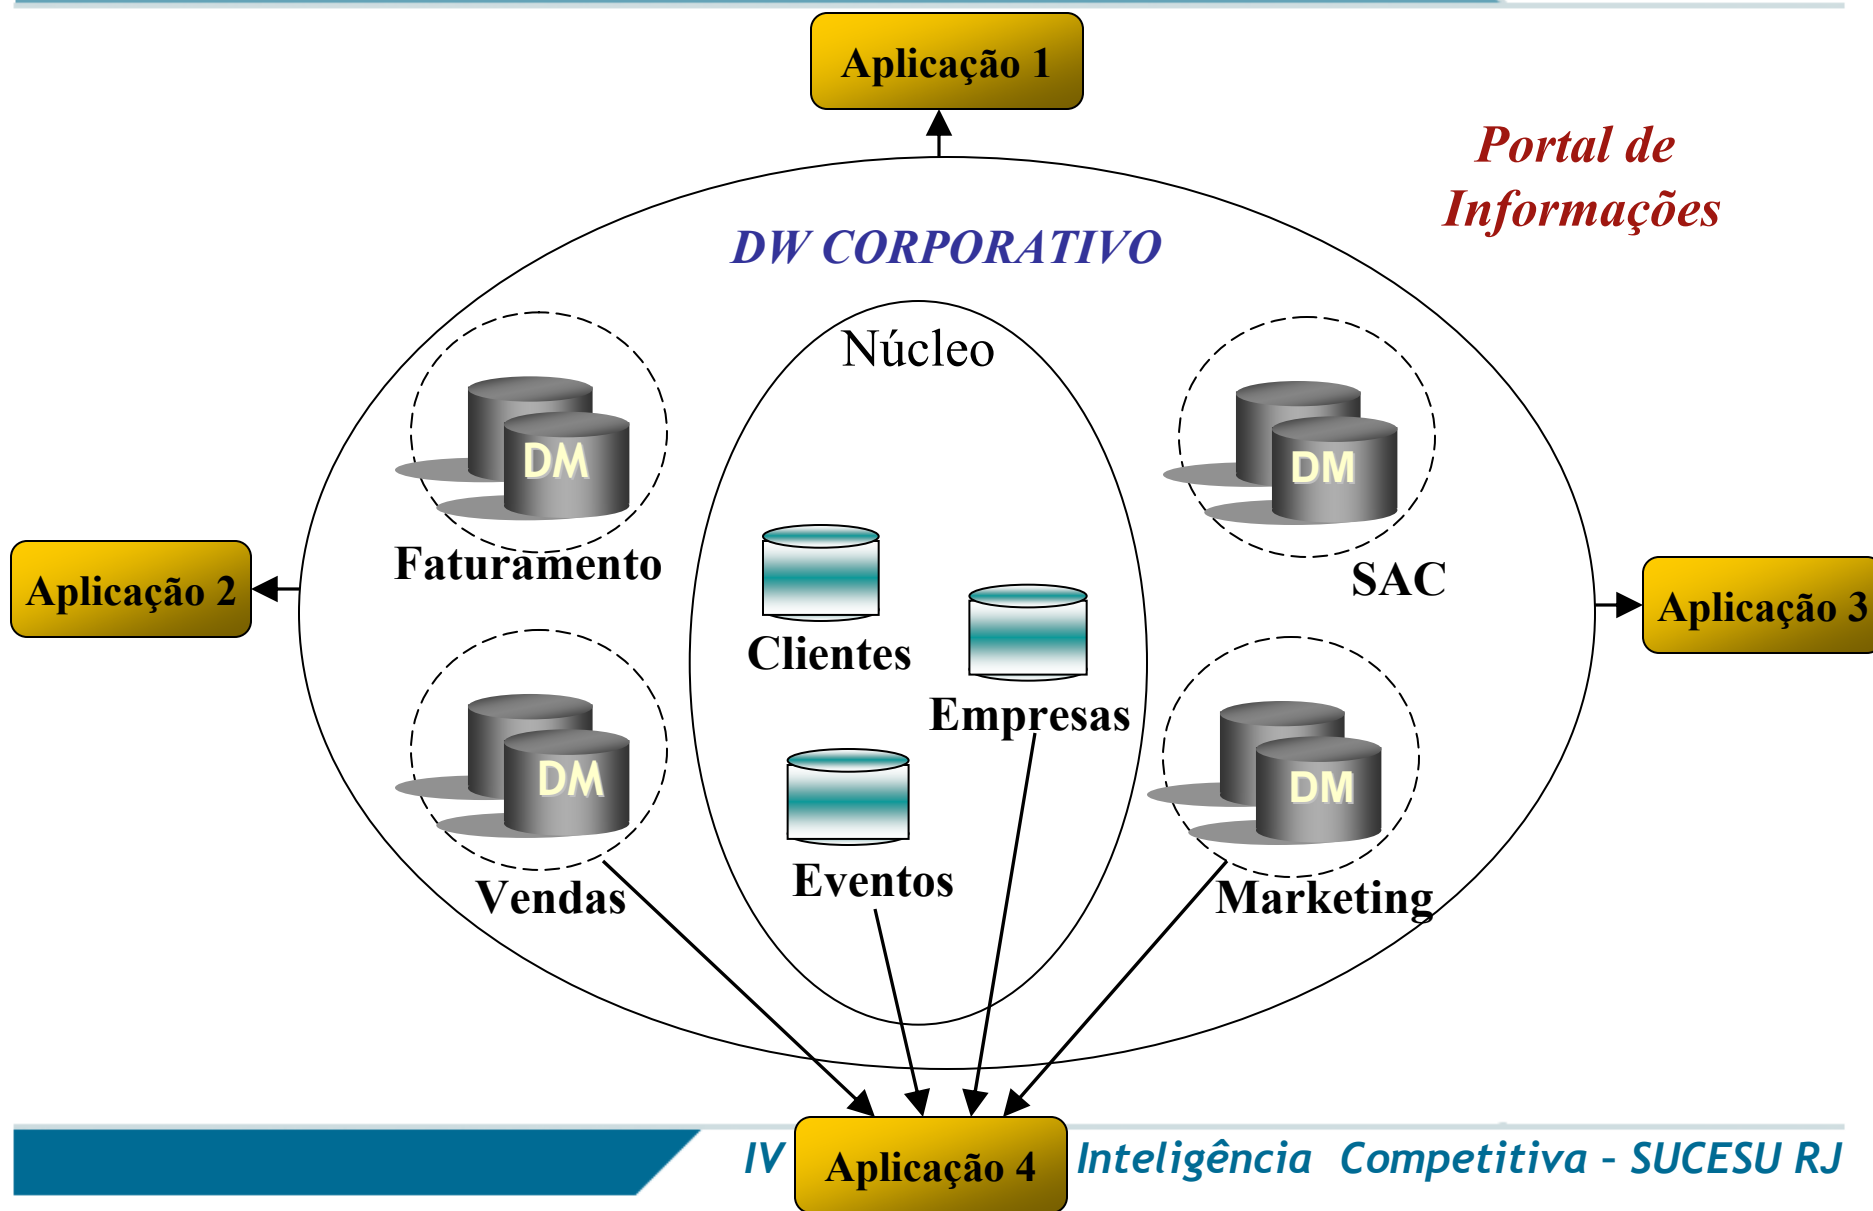 Aplicação 1
Portal de
Informações
DW CORPORATIVO
Núcleo
DM
Faturamento
DM
SAC
Aplicação 2
Aplicação 3
Clientes
Empresas
DM
Vendas
Eventos
DM
Marketing
Aplicação 4
IV Inteligência Competitiva – SUCESU RJ